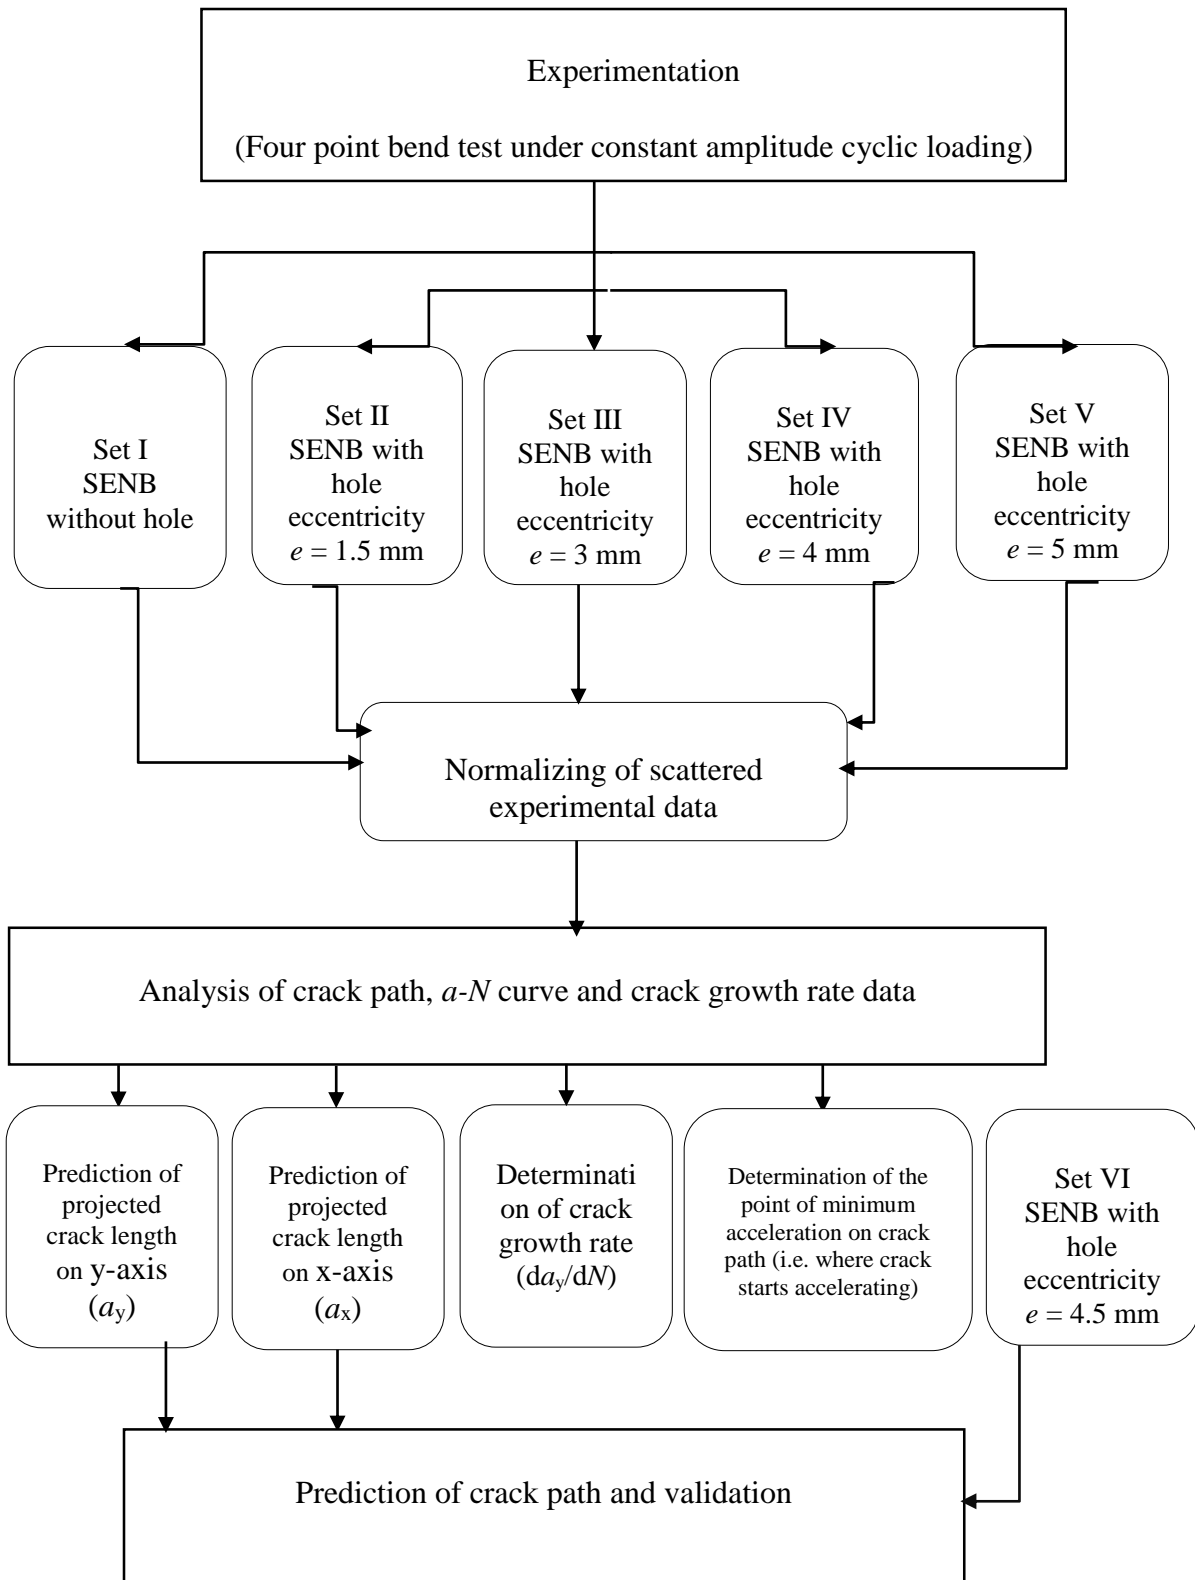 Experimentation
(Four point bend test under constant amplitude cyclic loading)
Set I
SENB
without hole
Set II
SENB with
hole
eccentricity
e = 1.5 mm
Set III
SENB with
hole
eccentricity
e = 3 mm
Set IV
SENB with
hole
eccentricity
e = 4 mm
Set V
SENB with
hole
eccentricity
e = 5 mm
Normalizing of scattered
experimental data
Analysis of crack path, a-N curve and crack growth rate data
Prediction of
projected
crack length
on y-axis
(ay)
Prediction of
projected
crack length
on x-axis
(ax)
Determinati
on of crack
growth rate
(day/dN)
Determination of the
point of minimum
acceleration on crack
path (i.e. where crack
starts accelerating)
Set VI
SENB with
hole
eccentricity
e = 4.5 mm
Prediction of crack path and validation